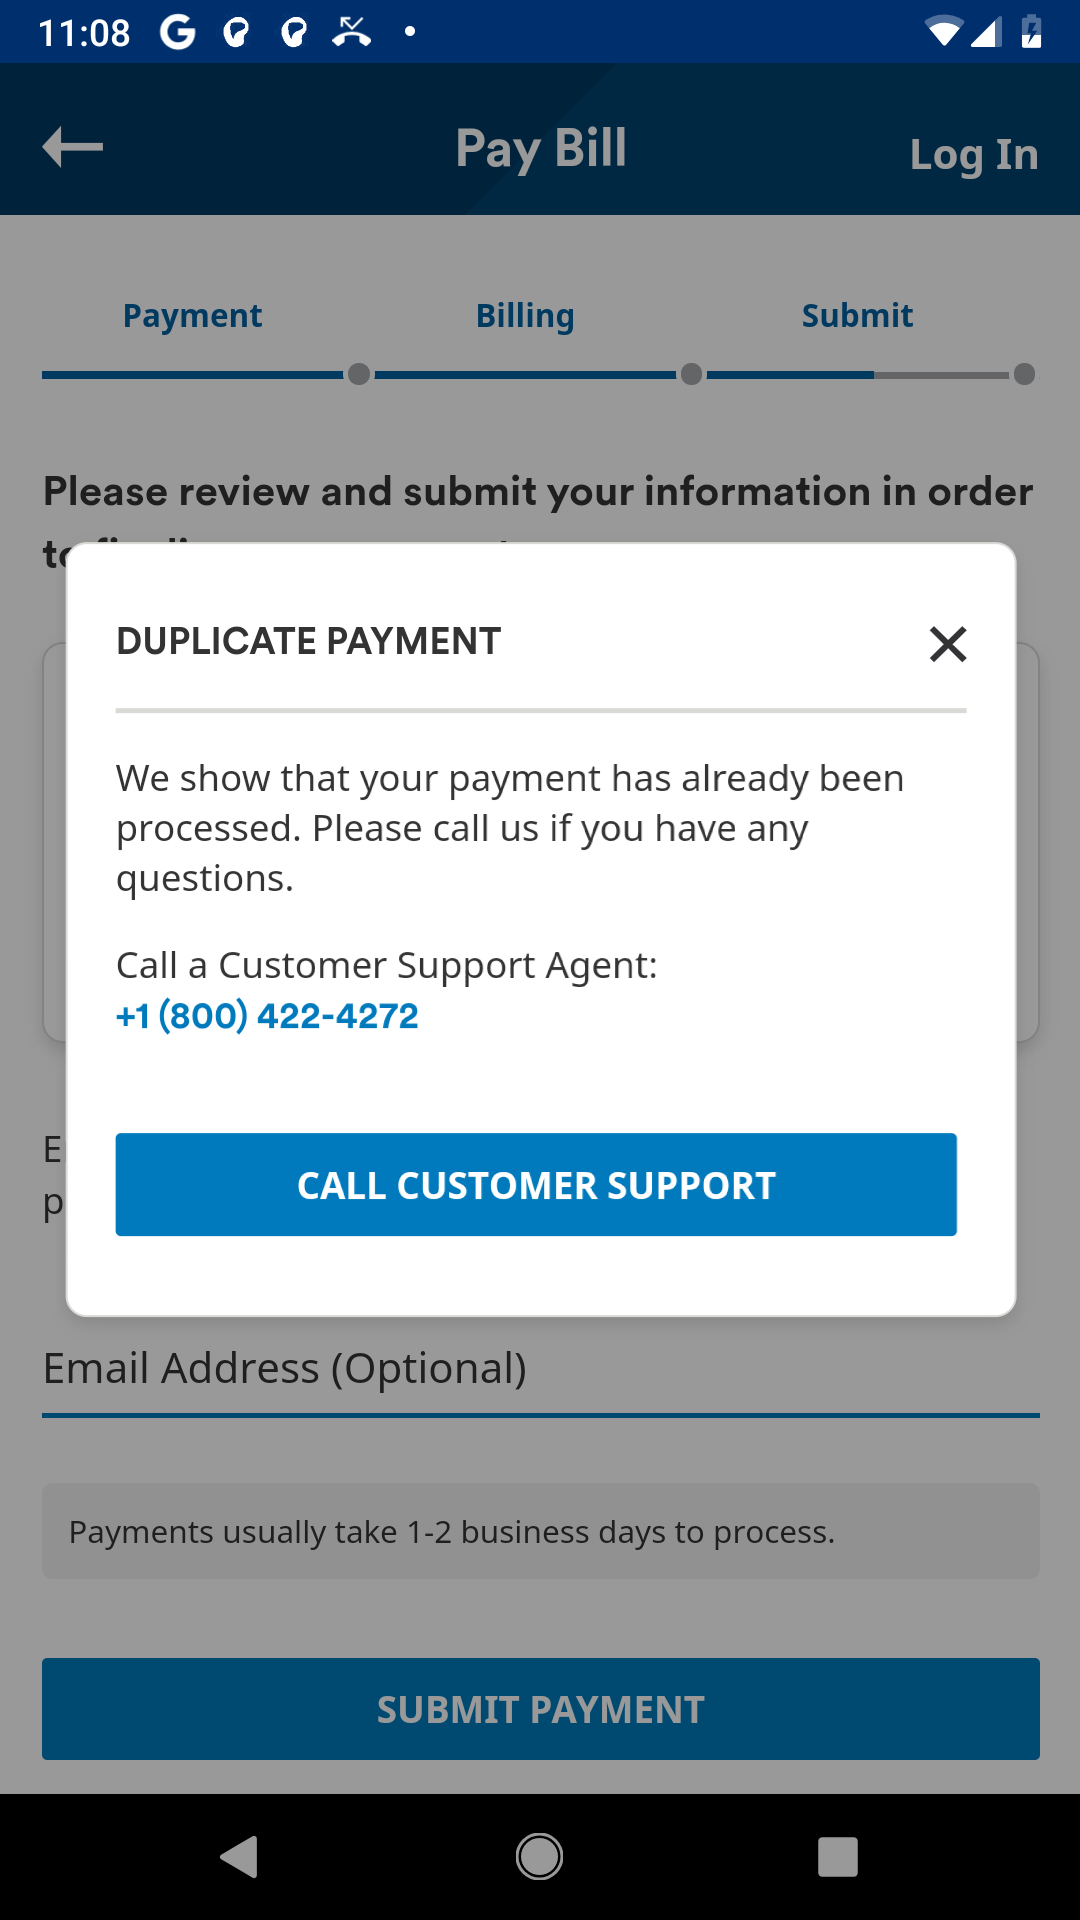 11:08
Pay Bill
Log In
Payment Billing Submit
Please review and submit your information in order
DUPLICATE PAYMENT
We show that your payment has already been
processed. Please call us if you have any
questions.
Call a Customer Support Agent:
+1 (800) 422-4272
CALL CUSTOMER SUPPORT
Email Address (Optional)
Payments usually take 1-2 business days to process.
SUBMIT PAYMENT